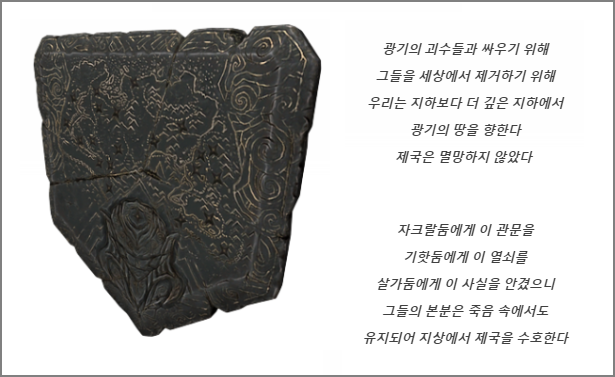 광기의 괴수들과 싸우기 위해
그들을 세상에서 제거하기 위해
우리는 지하보다 더 깊은 지하에서
광기의 땅을 향한다
제국은 멸망하지 않았다
자크랄둠에게 이 관문을
기핫둠에게 이 열쇠를
살가둠에게 이 사실을 안겼으니
그들의 본분은 죽음 속에서도
유지되어 지상에서 제국을 수호한다